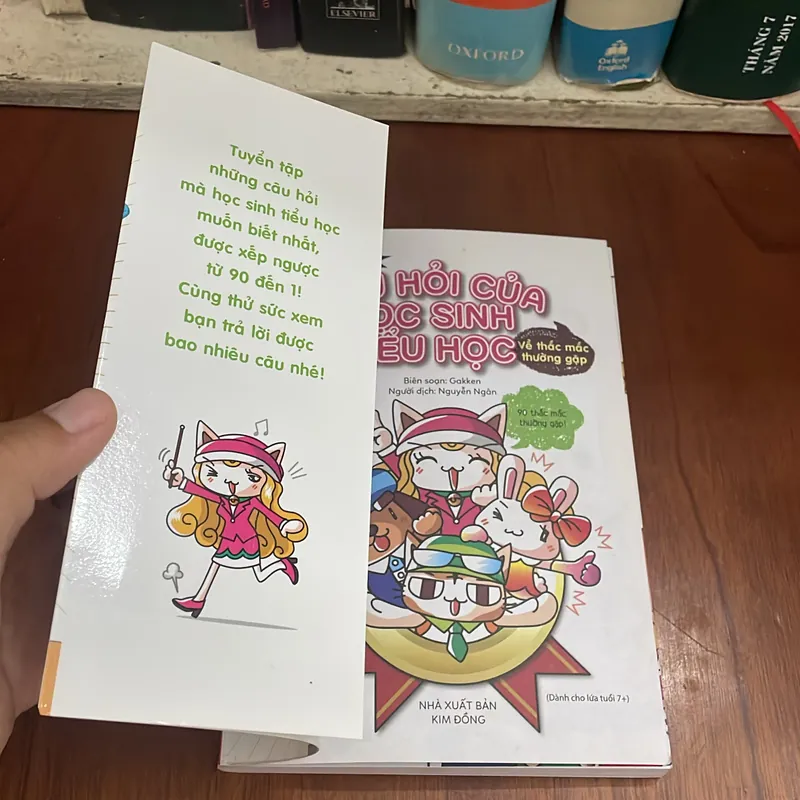 ELSEVIER
OXFORD
Oxford
English
THÁNG 7
NĂM 2017
Tuyển tập
những câu hỏi
mà học sinh tiểu học
muốn biết nhất,
được xếp ngược
từ 90 đến 1!
Cùng thử sức xem
bạn trả lời được
bao nhiêu câu nhé!
HỎI CỦA
SINH
HỌC
Về thắc mắc
thường gặp
Biên soạn: Gakken
Người dịch: Nguyễn Ngân
90 thắc mắc
thường gặp!
(Dành cho lứa tuổi 7+)
NHÀ XUẤT BẢN
KIM ĐỒNG